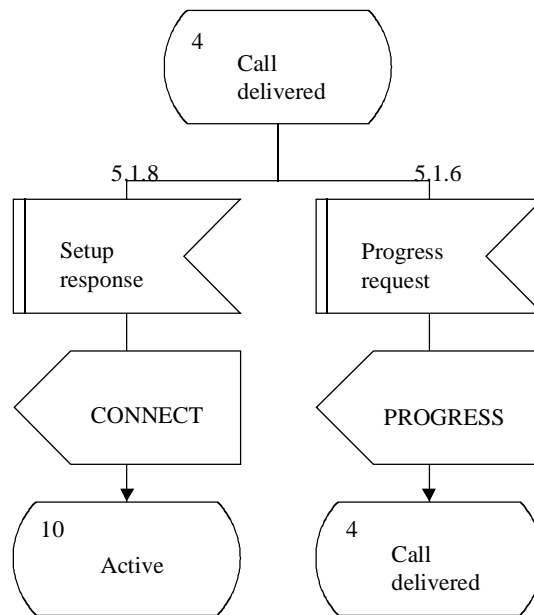 4
Call
delivered
5.1.8
5.1.6
Setup
response
Progress
request
CONNECT
PROGRESS
10
Active
4
Call
delivered